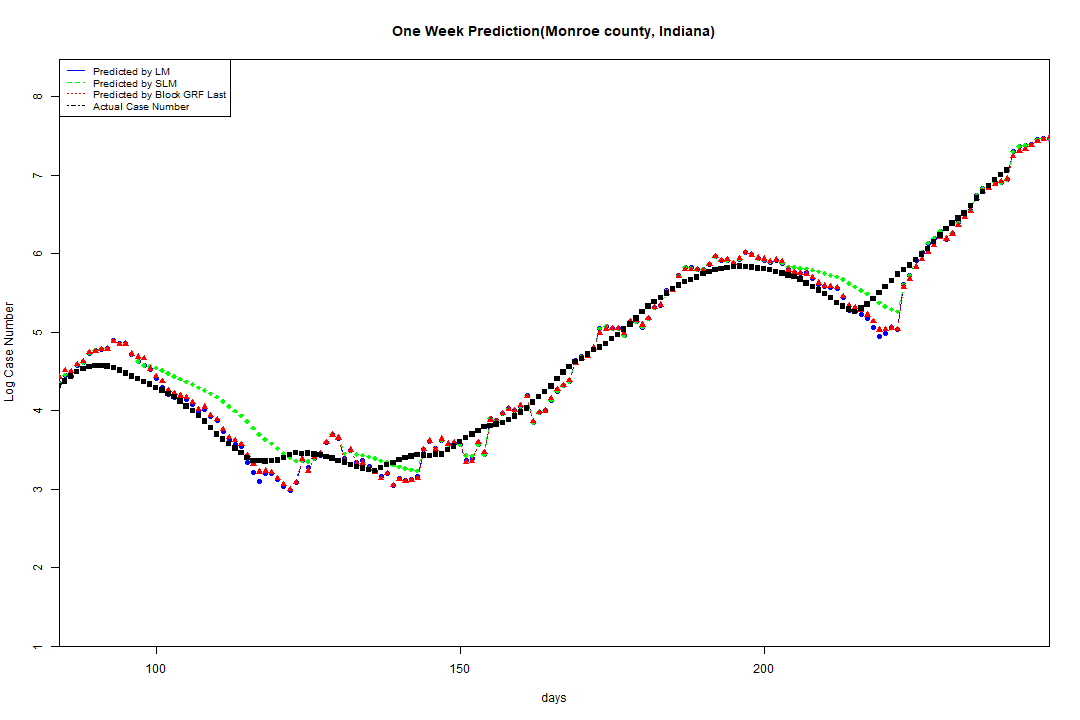 One Week Prediction(Monroe county, Indiana)
Predicted by LM
Predicted by SLM
Predicted by Block GRF Last
Actual Case Number
8
7
6
5
4
3
2
1
Log Case Number
100 150 200
days